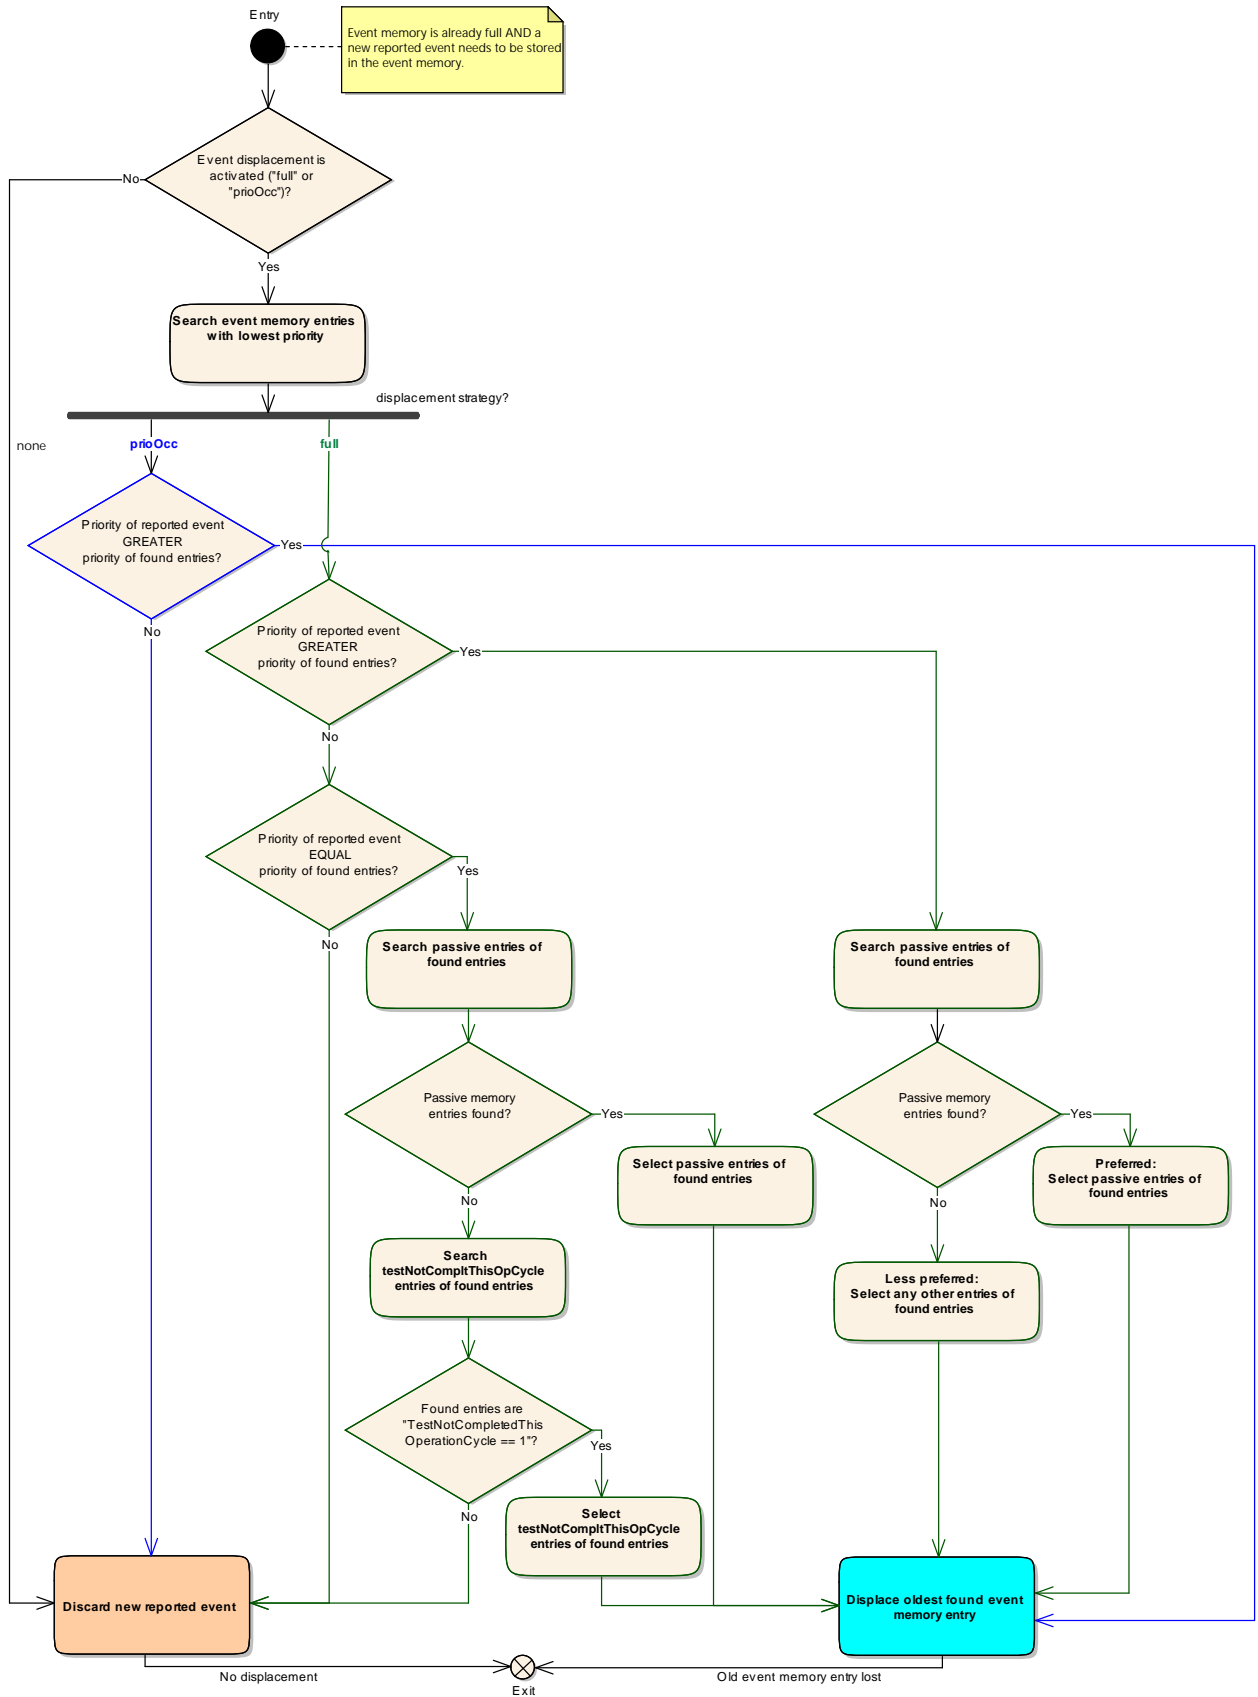 Entry
Event memory is already full AND a
new reported event needs to be stored
in the event memory.
Event displacement is
activated ("full" or
"prioOcc")?
No
Yes
Search event memory entries
with lowest priority
displacement strategy?
none
prioOcc
full
Priority of reported event
GREATER
priority of found entries?
Yes
No
Priority of reported event
GREATER
priority of found entries?
Yes
No
Priority of reported event
EQUAL
priority of found entries?
Yes
No
Search passive entries of
found entries
Search passive entries of
found entries
Passive memory
entries found?
Yes
No
Passive memory
entries found?
Yes
No
Select passive entries of
found entries
Preferred:
Select passive entries of
found entries
Search
testNotCompltThisOpCycle
entries of found entries
Less preferred:
Select any other entries of
found entries
Found entries are
"TestNotCompletedThis
OperationCycle == 1"?
Yes
No
Select
testNotCompltThisOpCycle
entries of found entries
Discard new reported event
Displace oldest found event
memory entry
No displacement
Old event memory entry lost
Exit